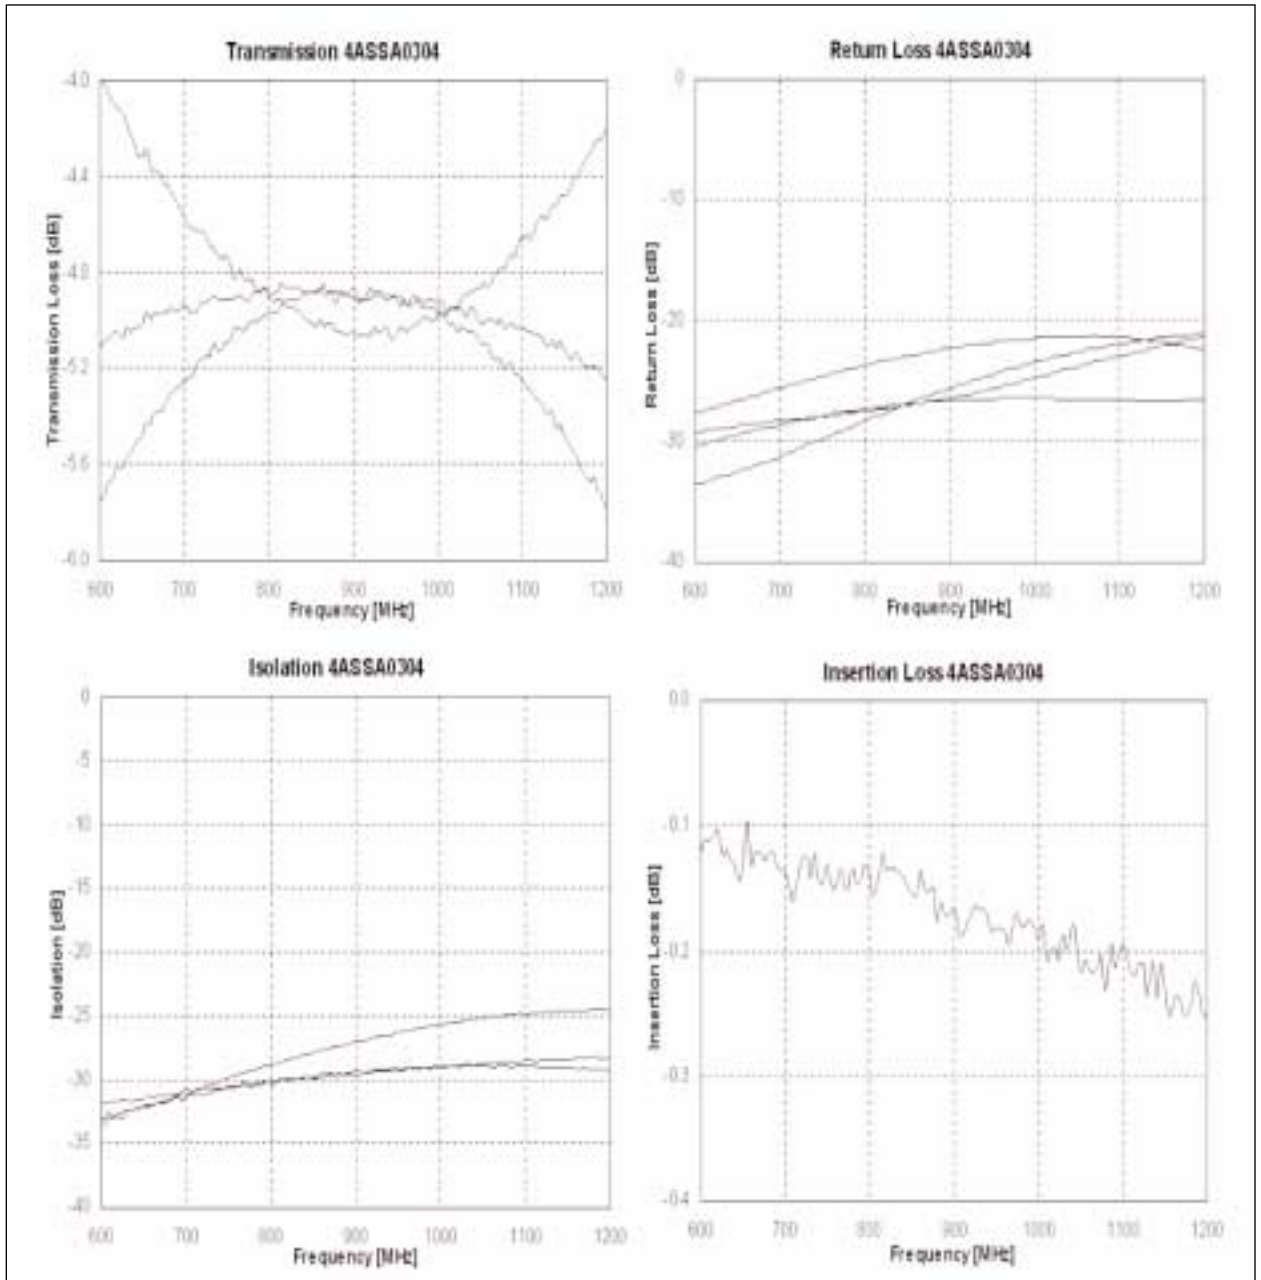 Transmission 4ASSA0304
-4.0
-4.4
-4.8
-5.2
-5.6
-6.0
Transmission Loss [dB]
600 700 800 900 1000 1100 1200
Frequency [MHz]
Return Loss 4ASSA0304
0
-10
-20
-30
-40
Return Loss [dB]
600 700 800 900 1000 1100 1200
Frequency [MHz]
Isolation 4ASSA0304
0
-5
-10
-15
-20
-25
-30
-35
-40
Isolation [dB]
600 700 800 900 1000 1100 1200
Frequency [MHz]
Insertion Loss 4ASSA0304
0.0
-0.1
-0.2
-0.3
-0.4
Insertion Loss [dB]
600 700 800 900 1000 1100 1200
Frequency [MHz]